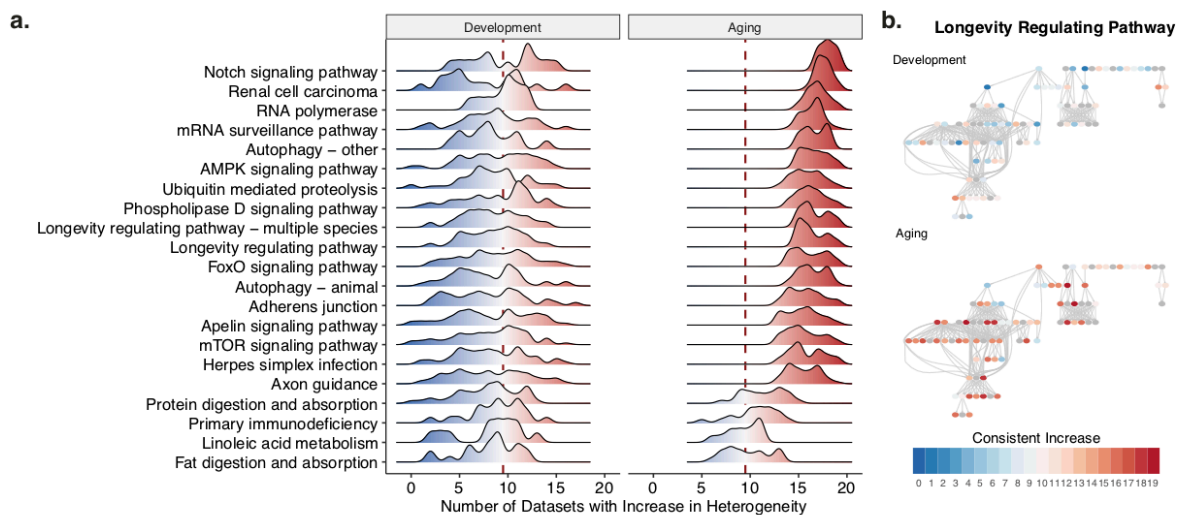 a.
Development
Aging
Notch signaling pathway
Renal cell carcinoma
RNA polymerase
mRNA surveillance pathway
Autophagy – other
AMPK signaling pathway
Ubiquitin mediated proteolysis
Phospholipase D signaling pathway
Longevity regulating pathway – multiple species
Longevity regulating pathway
FoxO signaling pathway
Autophagy – animal
Adherens junction
Apelin signaling pathway
mTOR signaling pathway
Herpes simplex infection
Axon guidance
Protein digestion and absorption
Primary immunodeficiency
Linoleic acid metabolism
Fat digestion and absorption
0 5 10 15 20
0 5 10 15 20
Number of Datasets with Increase in Heterogeneity
b.
Longevity Regulating Pathway
Development
Aging
Consistent Increase
0 1 2 3 4 5 6 7 8 9 10 11 12 13 14 15 16 17 18 19